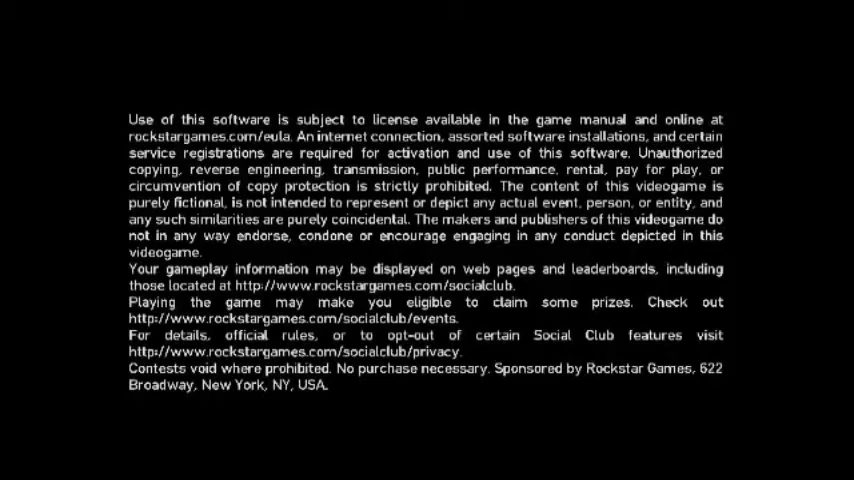 Use of this software is subject to license available in the game manual and online at
rockstargames.com/eula. An internet connection, assorted software installations, and certain
service registrations are required for activation and use of this software. Unauthorized
copying, reverse engineering, transmission, public performance, rental, pay for play, or
circumvention of copy protection is strictly prohibited. The content of this videogame is
purely fictional, is not intended to represent or depict any actual event, person, or entity, and
any such similarities are purely coincidental. The makers and publishers of this videogame do
not in any way endorse, condone or encourage engaging in any conduct depicted in this
videogame.
Your gameplay information may be displayed on web pages and leaderboards, including
those located at http://www.rockstargames.com/socialclub.
Playing the game may make you eligible to claim some prizes. Check out
http://www.rockstargames.com/socialclub/events.
For details, official rules, or to opt-out of certain Social Club features visit
http://www.rockstargames.com/socialclub/privacy.
Contests void where prohibited. No purchase necessary. Sponsored by Rockstar Games, 622
Broadway, New York, NY, USA.